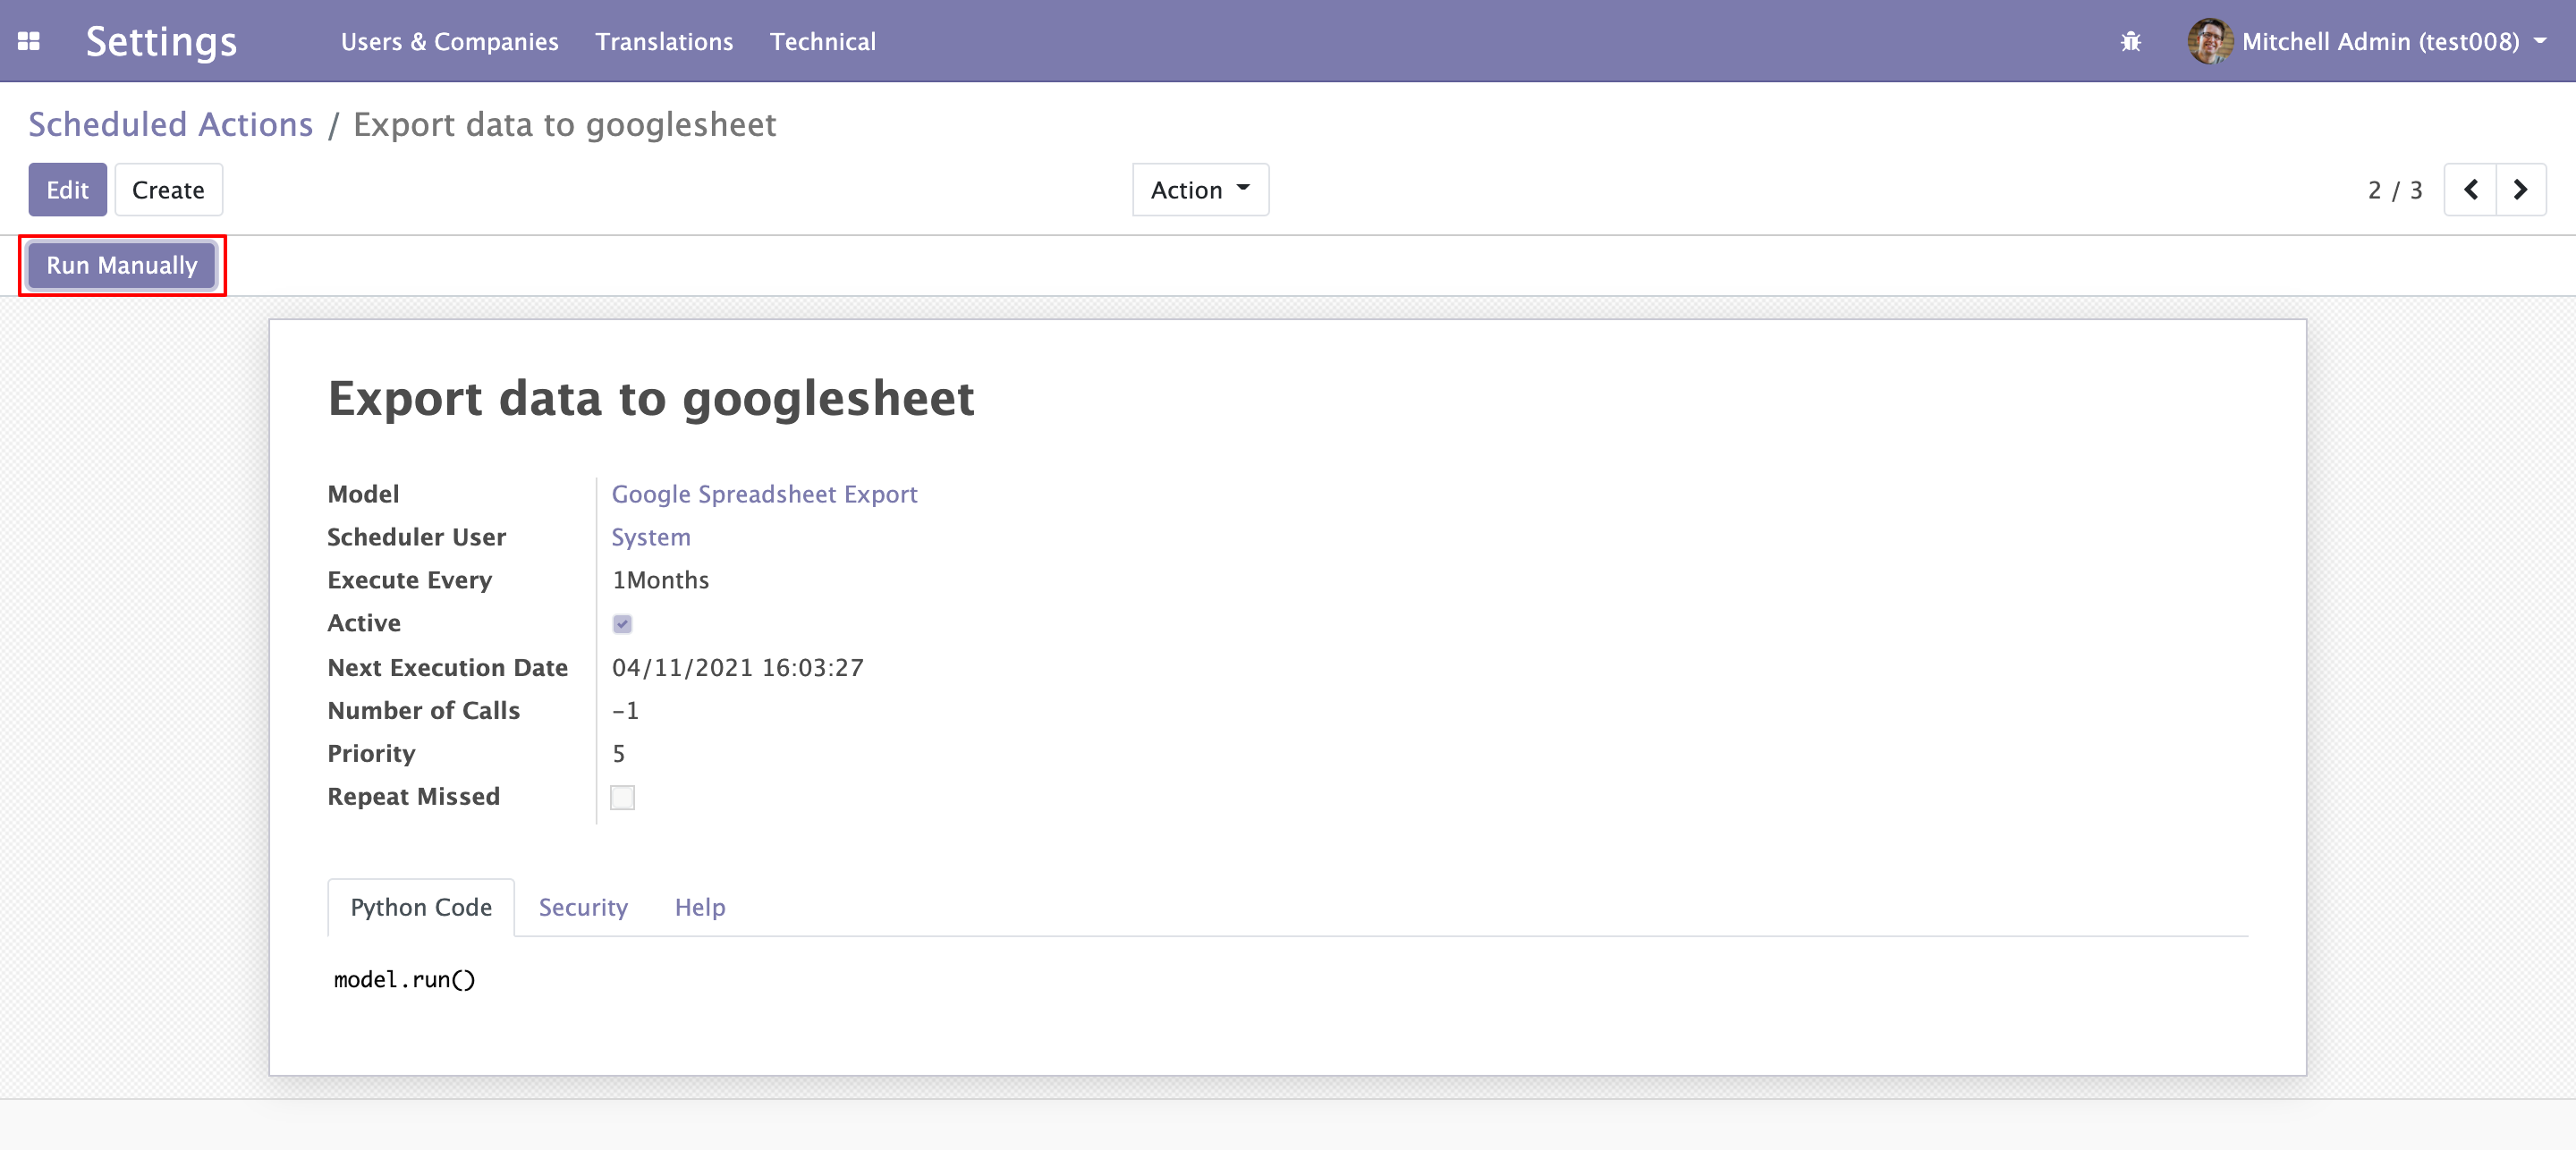 Settings Users & Companies Translations Technical Mitchell Admin (test008)
Scheduled Actions / Export data to googlesheet
Edit Create Action 2 / 3
Run Manually
Export data to googlesheet
Model Google Spreadsheet Export
Scheduler User System
Execute Every 1Months
Active
Next Execution Date 04/11/2021 16:03:27
Number of Calls -1
Priority 5
Repeat Missed
Python Code Security Help
model.run()